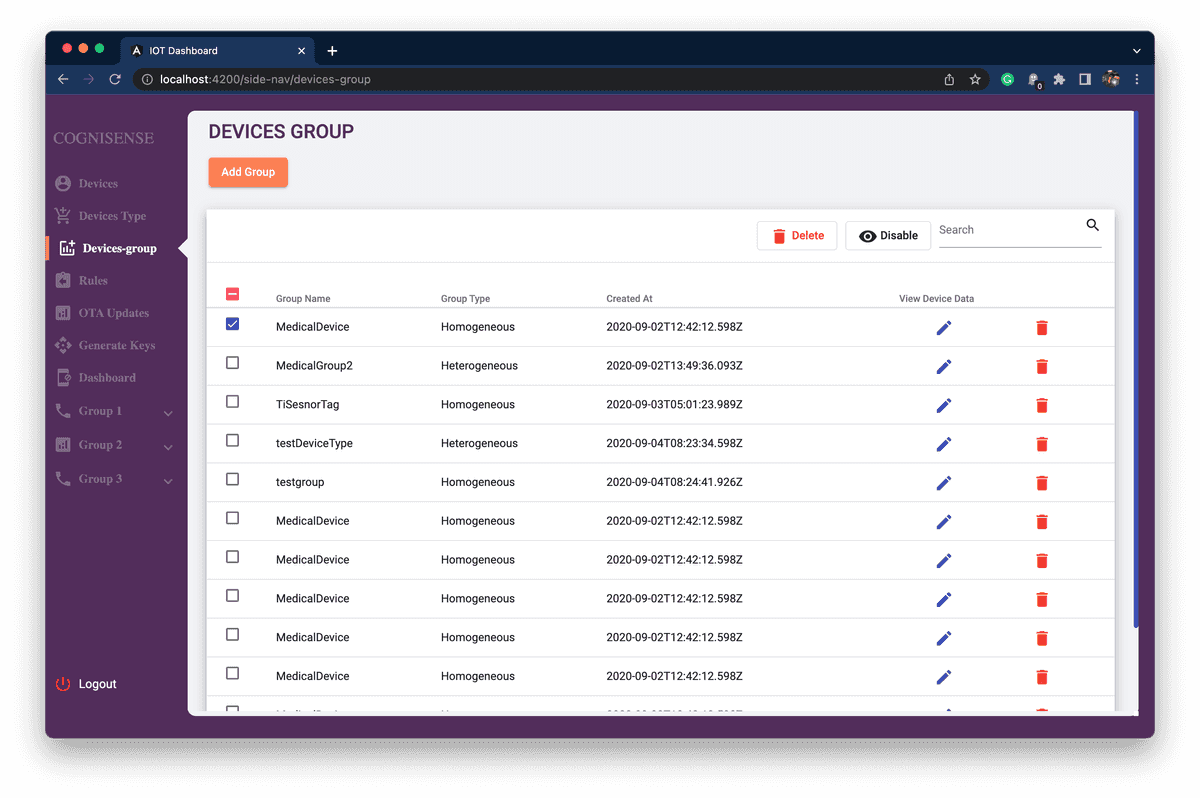 IOT Dashboard
localhost:4200/side-nav/devices-group
0
COGNISENSE
Devices
Devices Type
Devices-group
Rules
OTA Updates
Generate Keys
Dashboard
Group 1
Group 2
Group 3
Logout
DEVICES GROUP
Add Group
Delete Disable Search
Group Name Group Type Created At View Device Data
MedicalDevice Homogeneous 2020-09-02T12:42:12.598Z
MedicalGroup2 Heterogeneous 2020-09-02T13:49:36.093Z
TiSesnorTag Homogeneous 2020-09-03T05:01:23.989Z
testDeviceType Heterogeneous 2020-09-04T08:23:34.598Z
testgroup Homogeneous 2020-09-04T08:24:41.926Z
MedicalDevice Homogeneous 2020-09-02T12:42:12.598Z
MedicalDevice Homogeneous 2020-09-02T12:42:12.598Z
MedicalDevice Homogeneous 2020-09-02T12:42:12.598Z
MedicalDevice Homogeneous 2020-09-02T12:42:12.598Z
MedicalDevice Homogeneous 2020-09-02T12:42:12.598Z